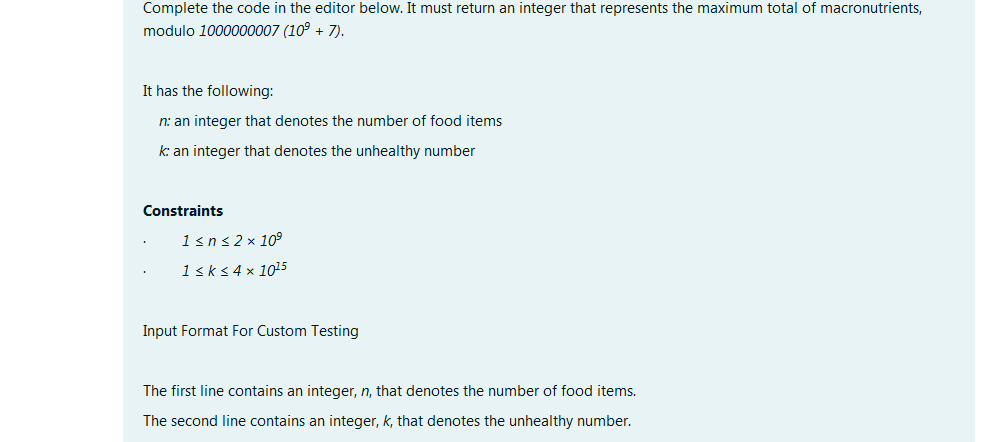 Complete the code in the editor below. It must return an integer that represents the maximum total of macronutrients,
modulo 1000000007 (10⁹ + 7).
It has the following:
n: an integer that denotes the number of food items
k: an integer that denotes the unhealthy number
Constraints
· 1 ≤ n ≤ 2 × 10⁹
· 1 ≤ k ≤ 4 × 10¹⁵
Input Format For Custom Testing
The first line contains an integer, n, that denotes the number of food items.
The second line contains an integer, k, that denotes the unhealthy number.